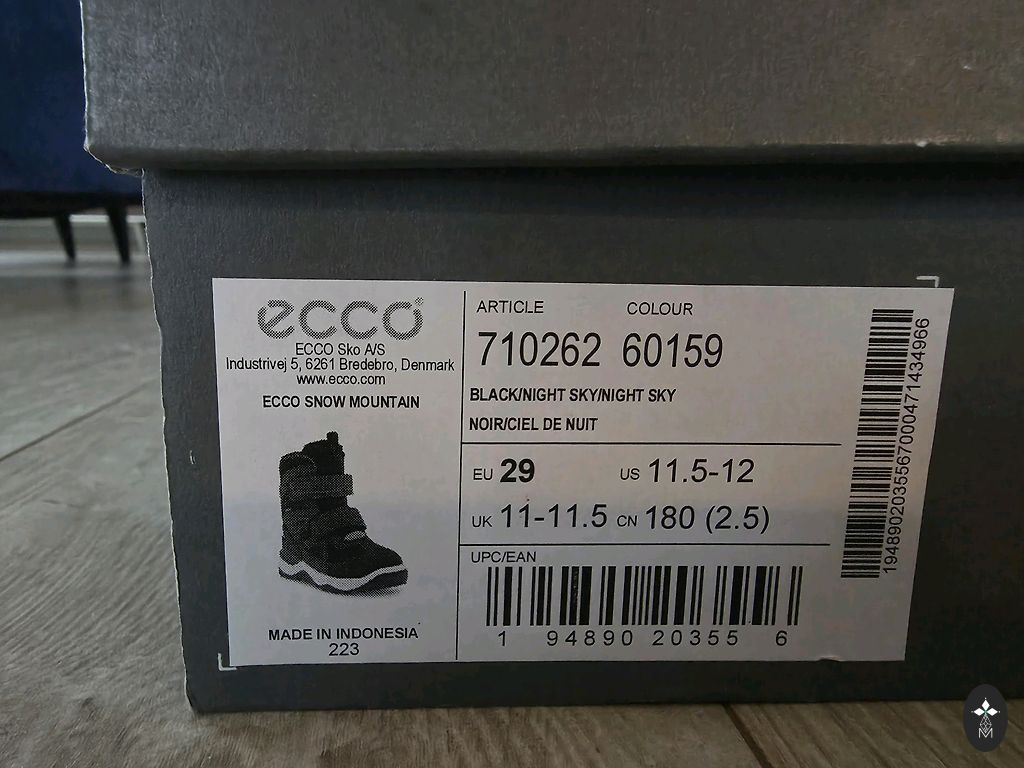 ecco
ECCO Sko A/S
Industrivej 5, 6261 Bredebro, Denmark
www.ecco.com
ECCO SNOW MOUNTAIN
MADE IN INDONESIA
223
ARTICLE COLOUR
710262 60159
BLACK/NIGHT SKY/NIGHT SKY
NOIR/CIEL DE NUIT
EU 29 US 11.5-12
UK 11-11.5 CN 180 (2.5)
UPC/EAN
1 94890 20355 6
194890203556700047143496​6
M